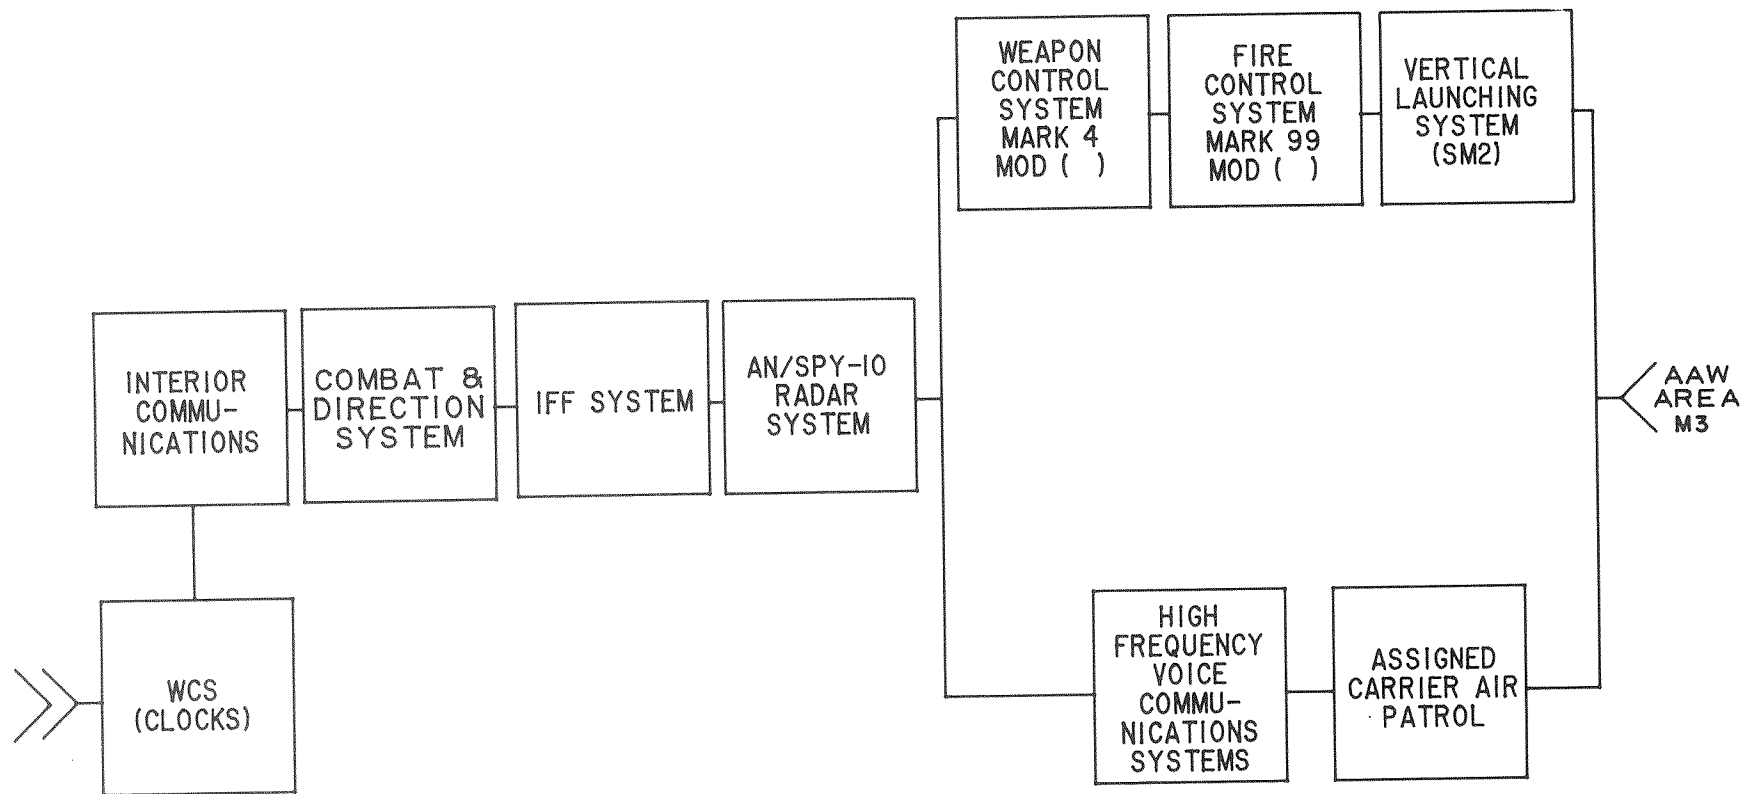 WEAPON
CONTROL
SYSTEM
MARK 4
MOD ( )
FIRE
CONTROL
SYSTEM
MARK 99
MOD ( )
VERTICAL
LAUNCHING
SYSTEM
(SM2)
INTERIOR
COMMU-
NICATIONS
COMBAT &
DIRECTION
SYSTEM
IFF SYSTEM
AN/SPY-10
RADAR
SYSTEM
AAW
AREA
M3
WCS
(CLOCKS)
HIGH
FREQUENCY
VOICE
COMMU-
NICATIONS
SYSTEMS
ASSIGNED
CARRIER AIR
PATROL